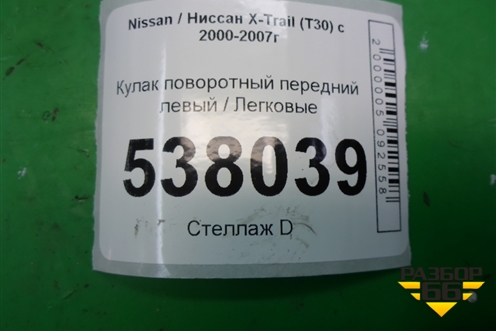 Nissan / Ниссан X-Trail (T30) с
2000-2007г
Кулак поворотный передний
левый / Легковые
538039
Стеллаж D
2000005092558
РАЗБОР
66